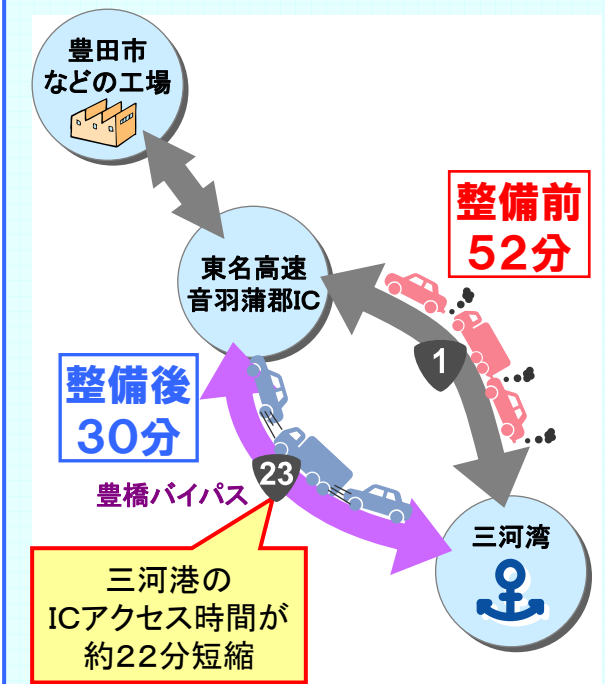 豊田市
などの工場
整備前
52分
東名高速
音羽蒲郡IC
1
整備後
30分
23
豊橋バイパス
三河湾
三河港の
ICアクセス時間が
約22分短縮